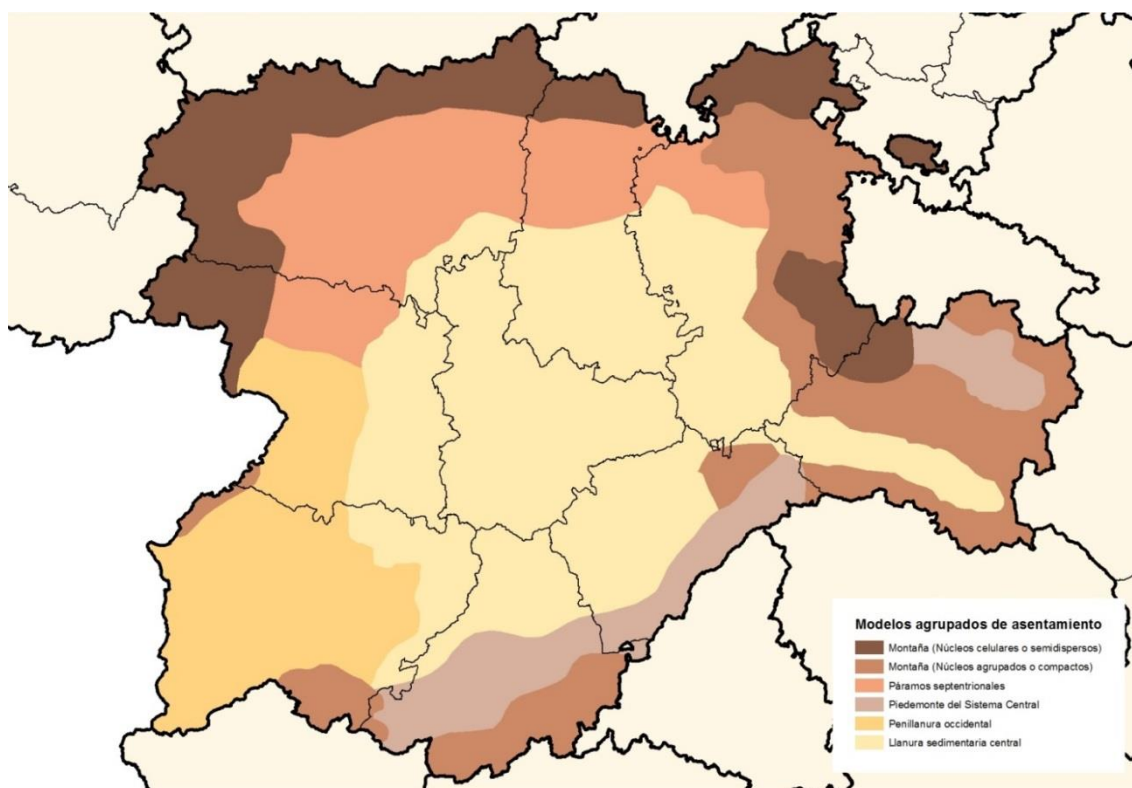 Modelos agrupados de asentamiento
Montaña (Núcleos celulares o semidispersos)
Montaña (Núcleos agrupados o compactos)
Páramos septentrionales
Piedemonte del Sistema Central
Penillanura occidental
Llanura sedimentaria central